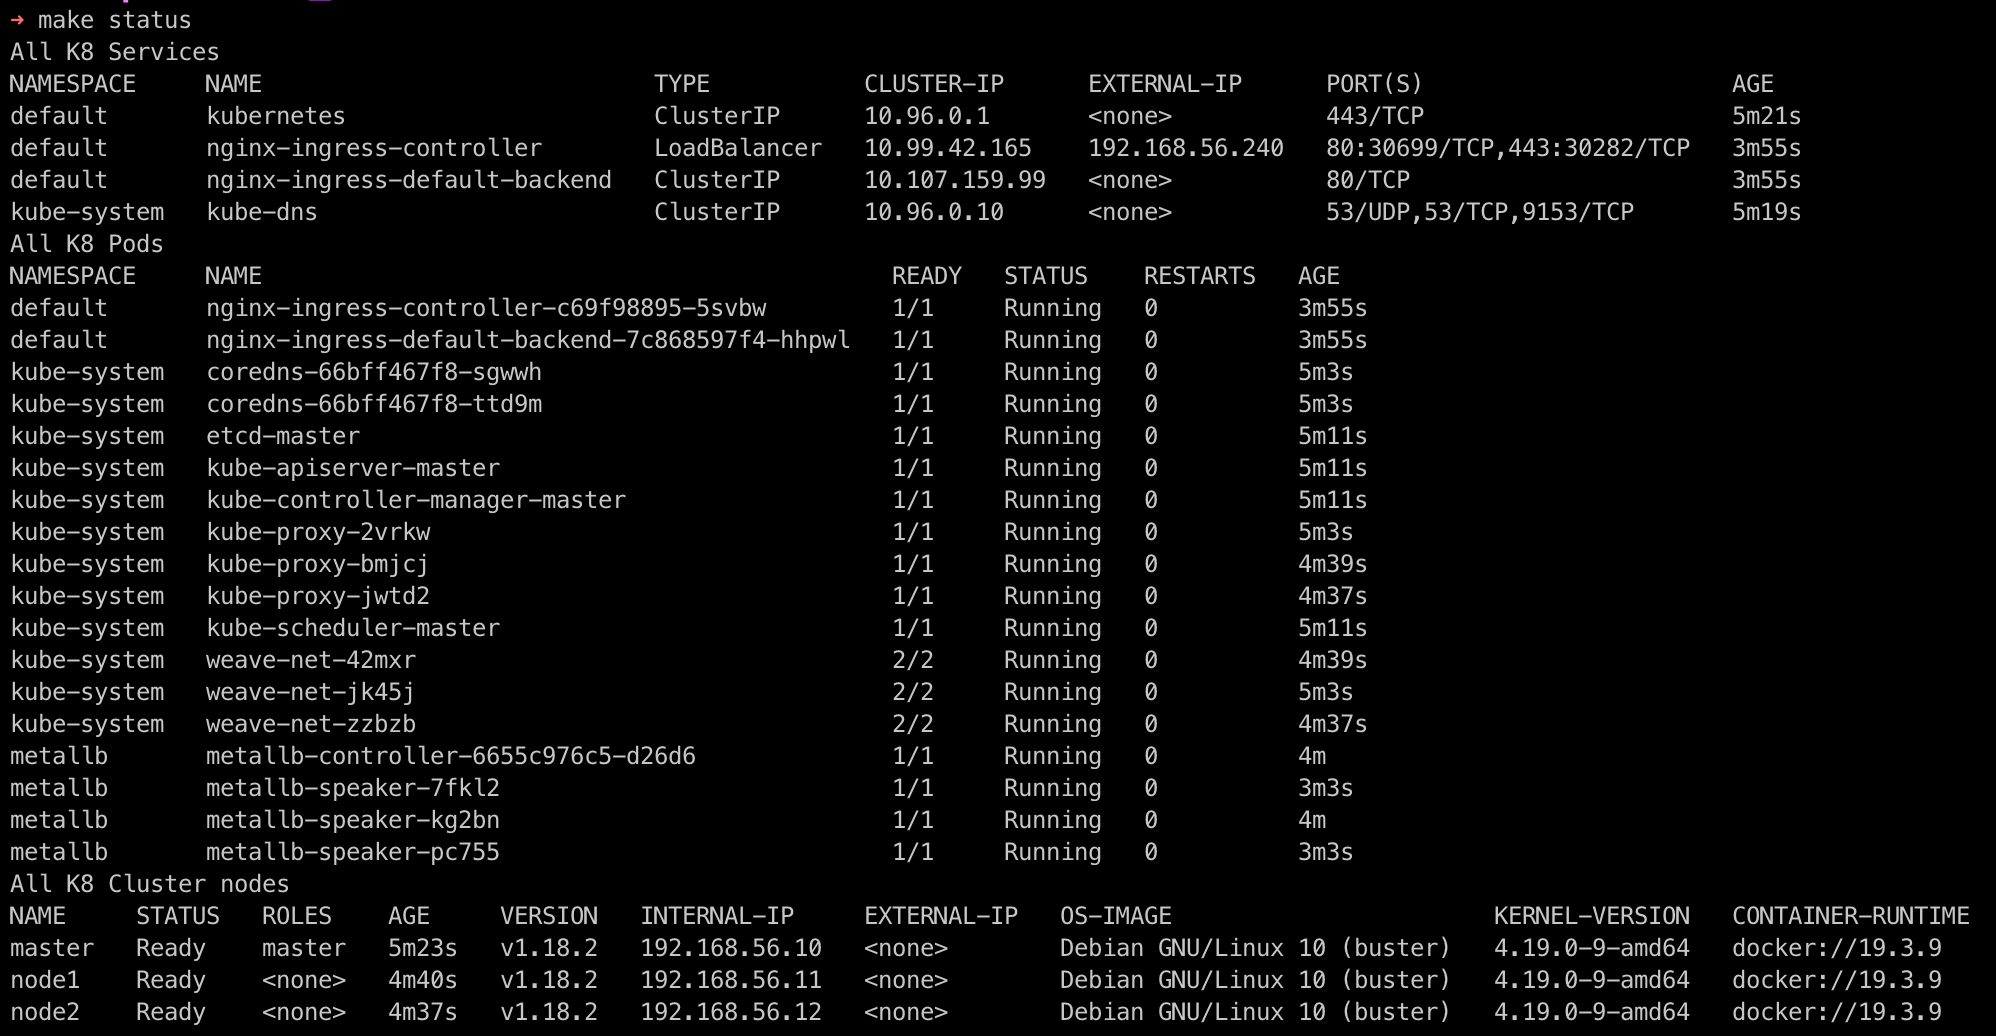 ➜ make status
All K8 Services
NAMESPACE     NAME                            TYPE           CLUSTER-IP      EXTERNAL-IP      PORT(S)                      AGE
default       kubernetes                      ClusterIP      10.96.0.1       <none>           443/TCP                      5m21s
default       nginx-ingress-controller        LoadBalancer   10.99.42.165    192.168.56.240   80:30699/TCP,443:30282/TCP   3m55s
default       nginx-ingress-default-backend   ClusterIP      10.107.159.99   <none>           80/TCP                       3m55s
kube-system   kube-dns                        ClusterIP      10.96.0.10      <none>           53/UDP,53/TCP,9153/TCP       5m19s
All K8 Pods
NAMESPACE     NAME                                             READY   STATUS    RESTARTS   AGE
default       nginx-ingress-controller-c69f98895-5svbw         1/1     Running   0          3m55s
default       nginx-ingress-default-backend-7c868597f4-hhpwl   1/1     Running   0          3m55s
kube-system   coredns-66bff467f8-sgwwh                         1/1     Running   0          5m3s
kube-system   coredns-66bff467f8-ttd9m                         1/1     Running   0          5m3s
kube-system   etcd-master                                      1/1     Running   0          5m11s
kube-system   kube-apiserver-master                            1/1     Running   0          5m11s
kube-system   kube-controller-manager-master                   1/1     Running   0          5m11s
kube-system   kube-proxy-2vrkw                                 1/1     Running   0          5m3s
kube-system   kube-proxy-bmjcj                                 1/1     Running   0          4m39s
kube-system   kube-proxy-jwtd2                                 1/1     Running   0          4m37s
kube-system   kube-scheduler-master                            1/1     Running   0          5m11s
kube-system   weave-net-42mxr                                  2/2     Running   0          4m39s
kube-system   weave-net-jk45j                                  2/2     Running   0          5m3s
kube-system   weave-net-zzbzb                                  2/2     Running   0          4m37s
metallb       metallb-controller-6655c976c5-d26d6              1/1     Running   0          4m
metallb       metallb-speaker-7fkl2                            1/1     Running   0          3m3s
metallb       metallb-speaker-kg2bn                            1/1     Running   0          4m
metallb       metallb-speaker-pc755                            1/1     Running   0          3m3s
All K8 Cluster nodes
NAME     STATUS   ROLES    AGE     VERSION   INTERNAL-IP     EXTERNAL-IP   OS-IMAGE                       KERNEL-VERSION   CONTAINER-RUNTIME
master   Ready    master   5m23s   v1.18.2   192.168.56.10   <none>        Debian GNU/Linux 10 (buster)   4.19.0-9-amd64   docker://19.3.9
node1    Ready    <none>   4m40s   v1.18.2   192.168.56.11   <none>        Debian GNU/Linux 10 (buster)   4.19.0-9-amd64   docker://19.3.9
node2    Ready    <none>   4m37s   v1.18.2   192.168.56.12   <none>        Debian GNU/Linux 10 (buster)   4.19.0-9-amd64   docker://19.3.9